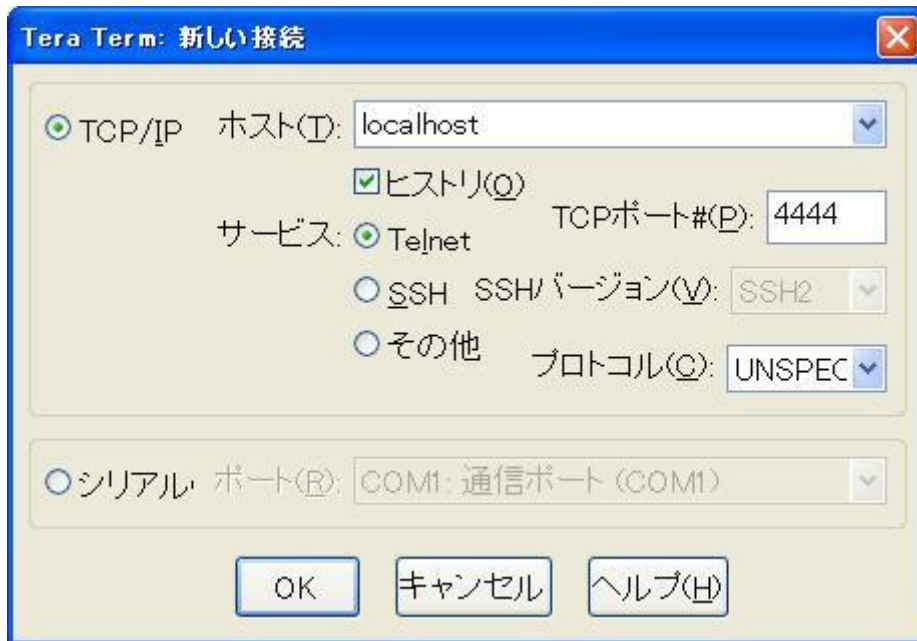 Tera Term: 新しい接続
TCP/IP ホスト(T): localhost
ヒストリ(O)
サービス: Telnet TCPポート#(P): 4444
SSH SSHバージョン(V): SSH2
その他 プロトコル(C): UNSPEC
シリアル ポート(R): COM1: 通信ポート (COM1)
OK キャンセル ヘルプ(H)